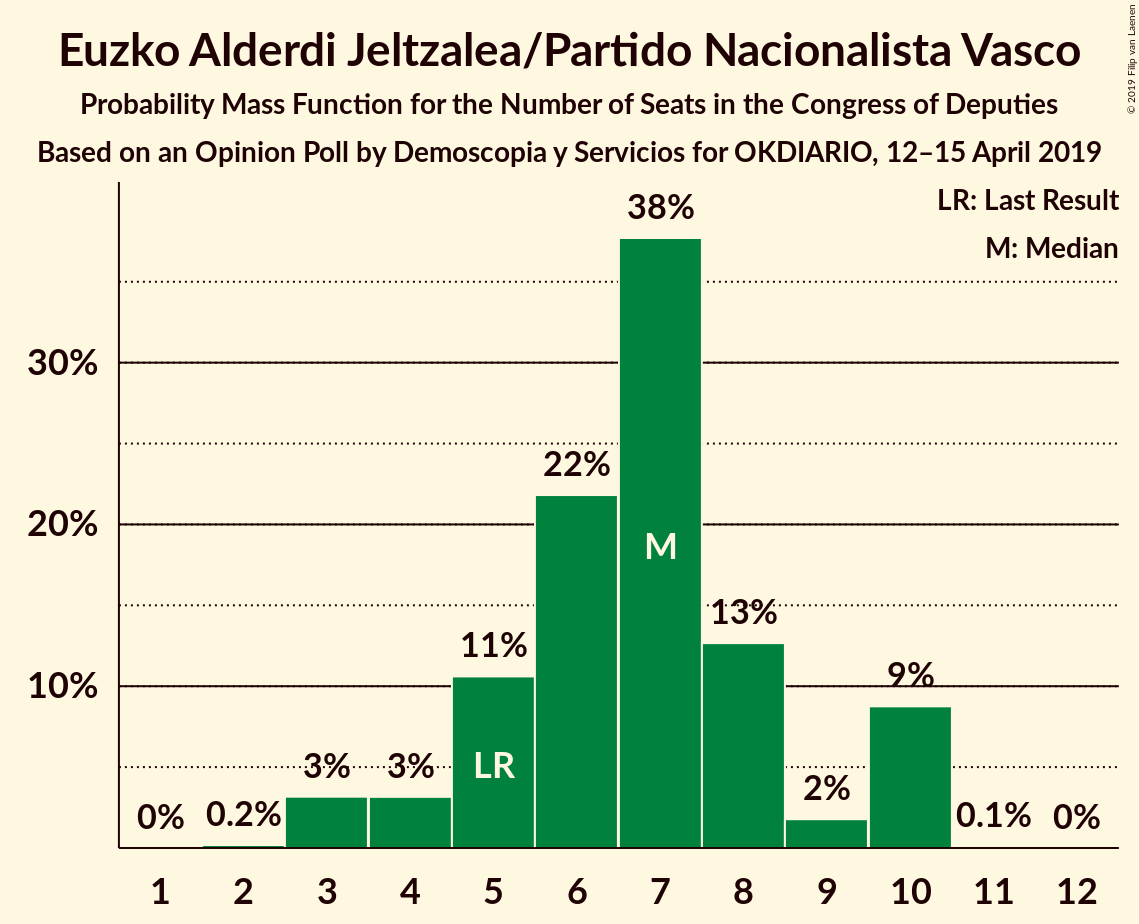 Euzko Alderdi Jeltzalea/Partido Nacionalista Vasco
Probability Mass Function for the Number of Seats in the Congress of Deputies
Based on an Opinion Poll by Demoscopia y Servicios for OKDIARIO, 12–15 April 2019
© 2019 Filip van Laenen
LR: Last Result
M: Median
38%
30%
22%
20%
M
13%
11%
10%
9%
LR
3%
3%
2%
0%
0.2%
0.1%
0%
1 2 3 4 5 6 7 8 9 10 11 12